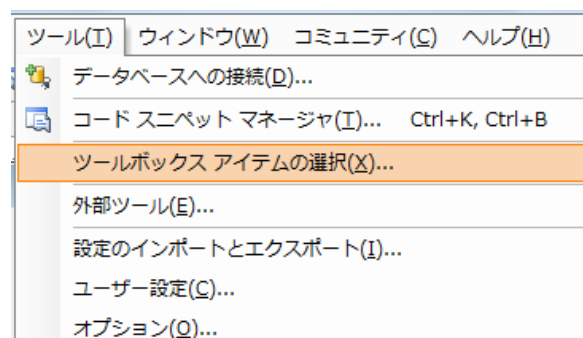 ツール(T) ウィンドウ(W) コミュニティ(C) ヘルプ(H)
データベースへの接続(D)...
コード スニペット マネージャ(T)... Ctrl+K, Ctrl+B
ツールボックス アイテムの選択(X)...
外部ツール(E)...
設定のインポートとエクスポート(I)...
ユーザー設定(C)...
オプション(O)...